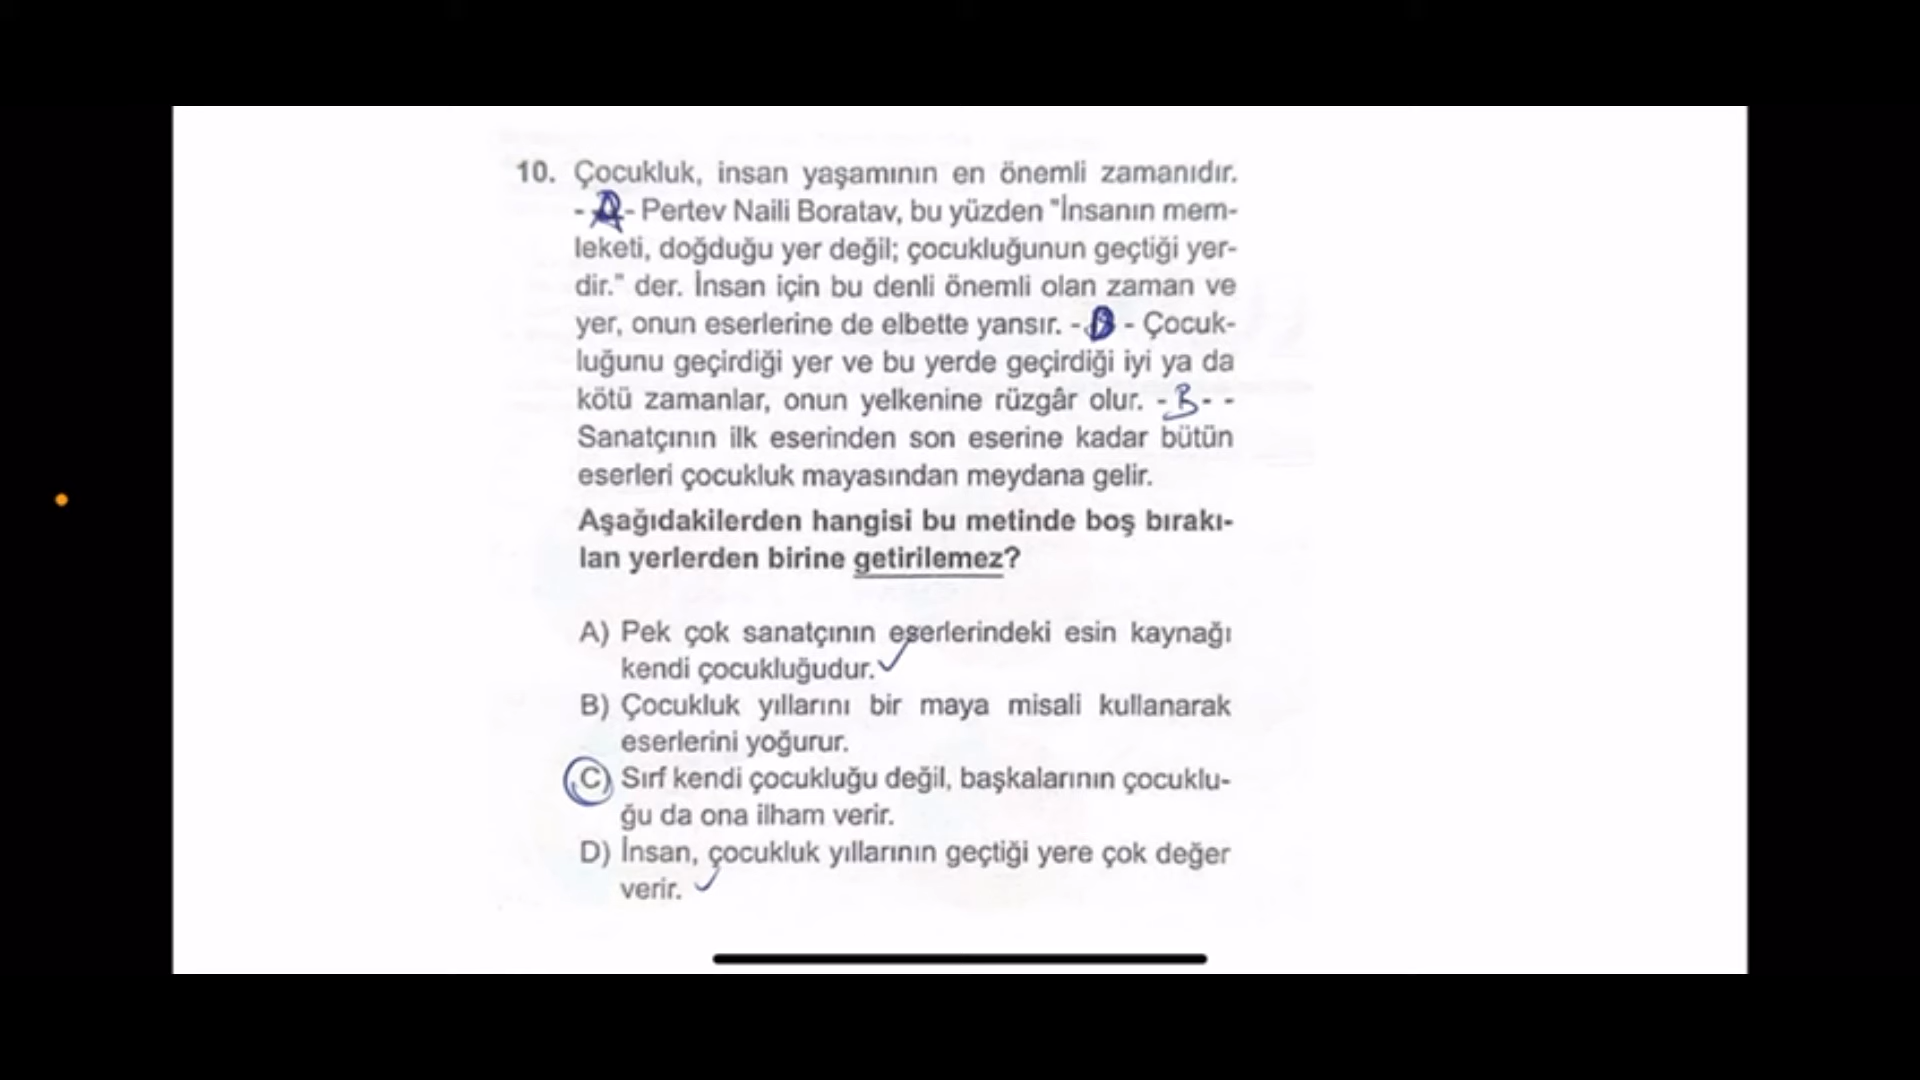 10. Çocukluk, insan yaşamının en önemli zamanıdır.
- - Pertev Naili Boratav, bu yüzden "İnsanın mem-
leketi, doğduğu yer değil; çocukluğunun geçtiği yer-
dir." der. İnsan için bu denli önemli olan zaman ve
yer, onun eserlerine de elbette yansır. - - Çocuk-
luğunu geçirdiği yer ve bu yerde geçirdiği iyi ya da
kötü zamanlar, onun yelkenine rüzgâr olur. - B - -
Sanatçının ilk eserinden son eserine kadar bütün
eserleri çocukluk mayasından meydana gelir.
Aşağıdakilerden hangisi bu metinde boş bırakı-
lan yerlerden birine getirilemez?
A) Pek çok sanatçının eserlerindeki esin kaynağı
kendi çocukluğudur.
B) Çocukluk yıllarını bir maya misali kullanarak
eserlerini yoğurur.
C) Sırf kendi çocukluğu değil, başkalarının çocuklu-
ğu da ona ilham verir.
D) İnsan, çocukluk yıllarının geçtiği yere çok değer
verir.